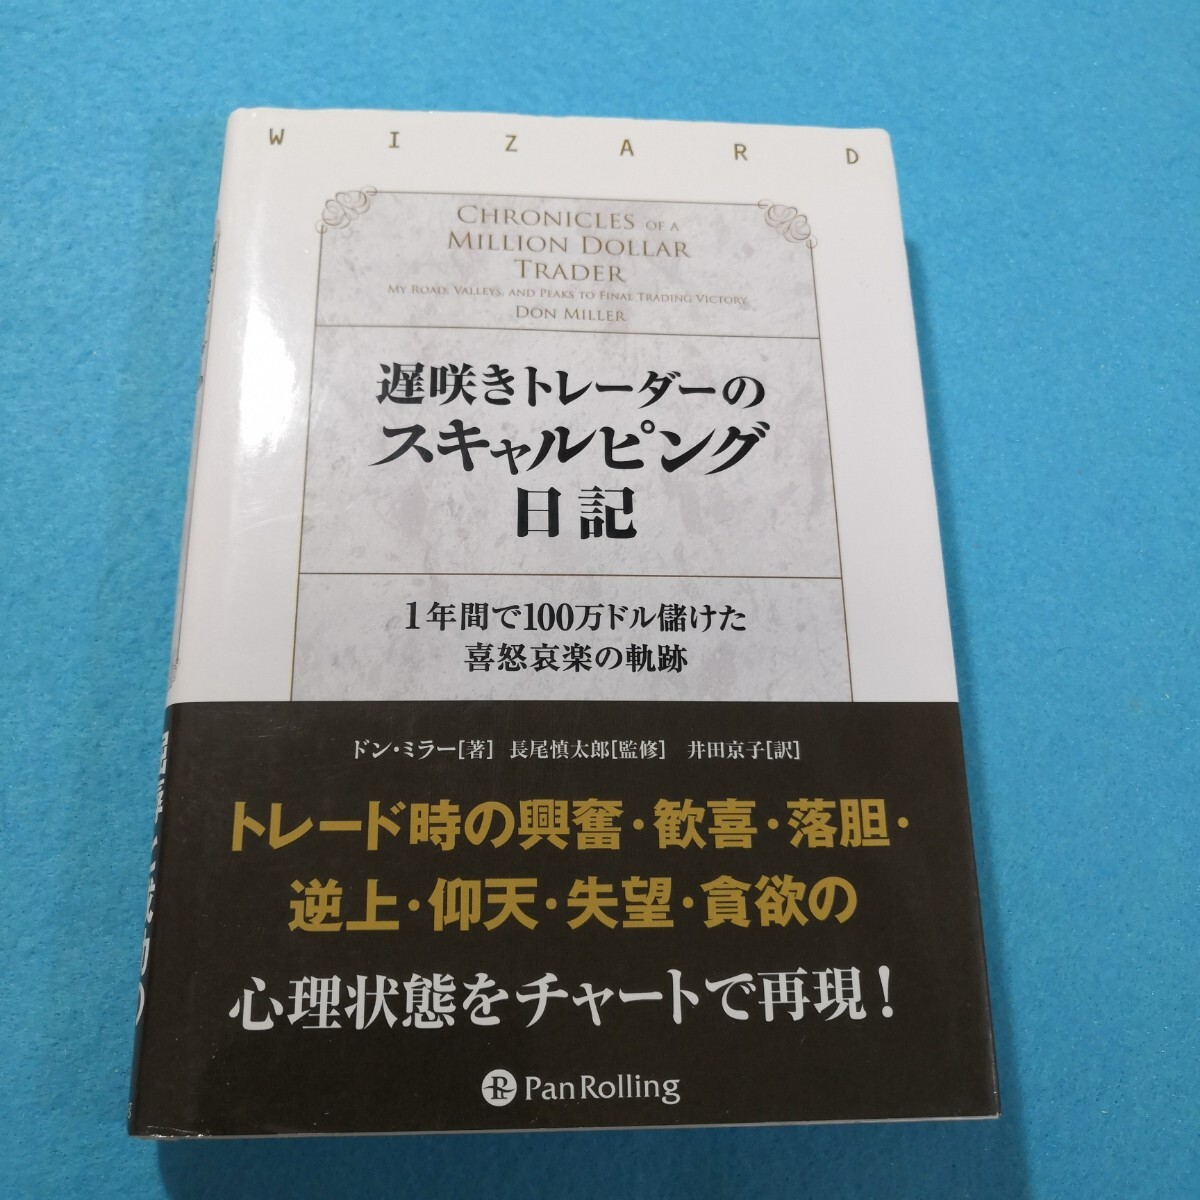 WIZARD
CHRONICLES OF A
MILLION DOLLAR
TRADER
MY ROAD, VALLEYS, AND PEAKS TO FINAL TRADING VICTORY
DON MILLER
遅咲きトレーダーの
スキャルピング
日記
1年間で100万ドル儲けた
喜怒哀楽の軌跡
ドン・ミラー[著] 長尾慎太郎[監修] 井田京子[訳]
トレード時の興奮・歓喜・落胆・
逆上・仰天・失望・貪欲の
心理状態をチャートで再現！
PanRolling